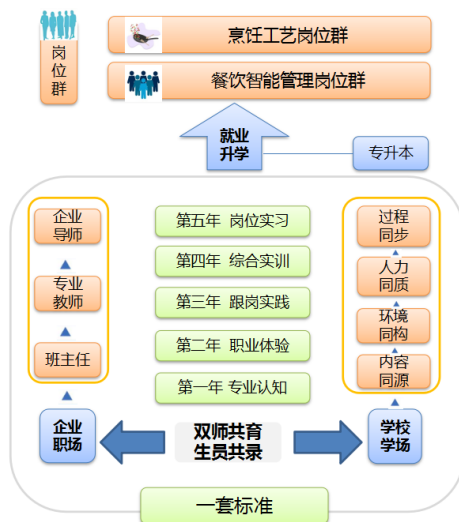 岗
位
群
烹饪工艺岗位群
餐饮智能管理岗位群
就业
升学
专升本
企业
导师
专业
教师
班主任
企业
职场
第五年 岗位实习
第四年 综合实训
第三年 跟岗实践
第二年 职业体验
第一年 专业认知
双师共育
生员共录
过程
同步
人力
同质
环境
同构
内容
同源
学校
学场
一套标准